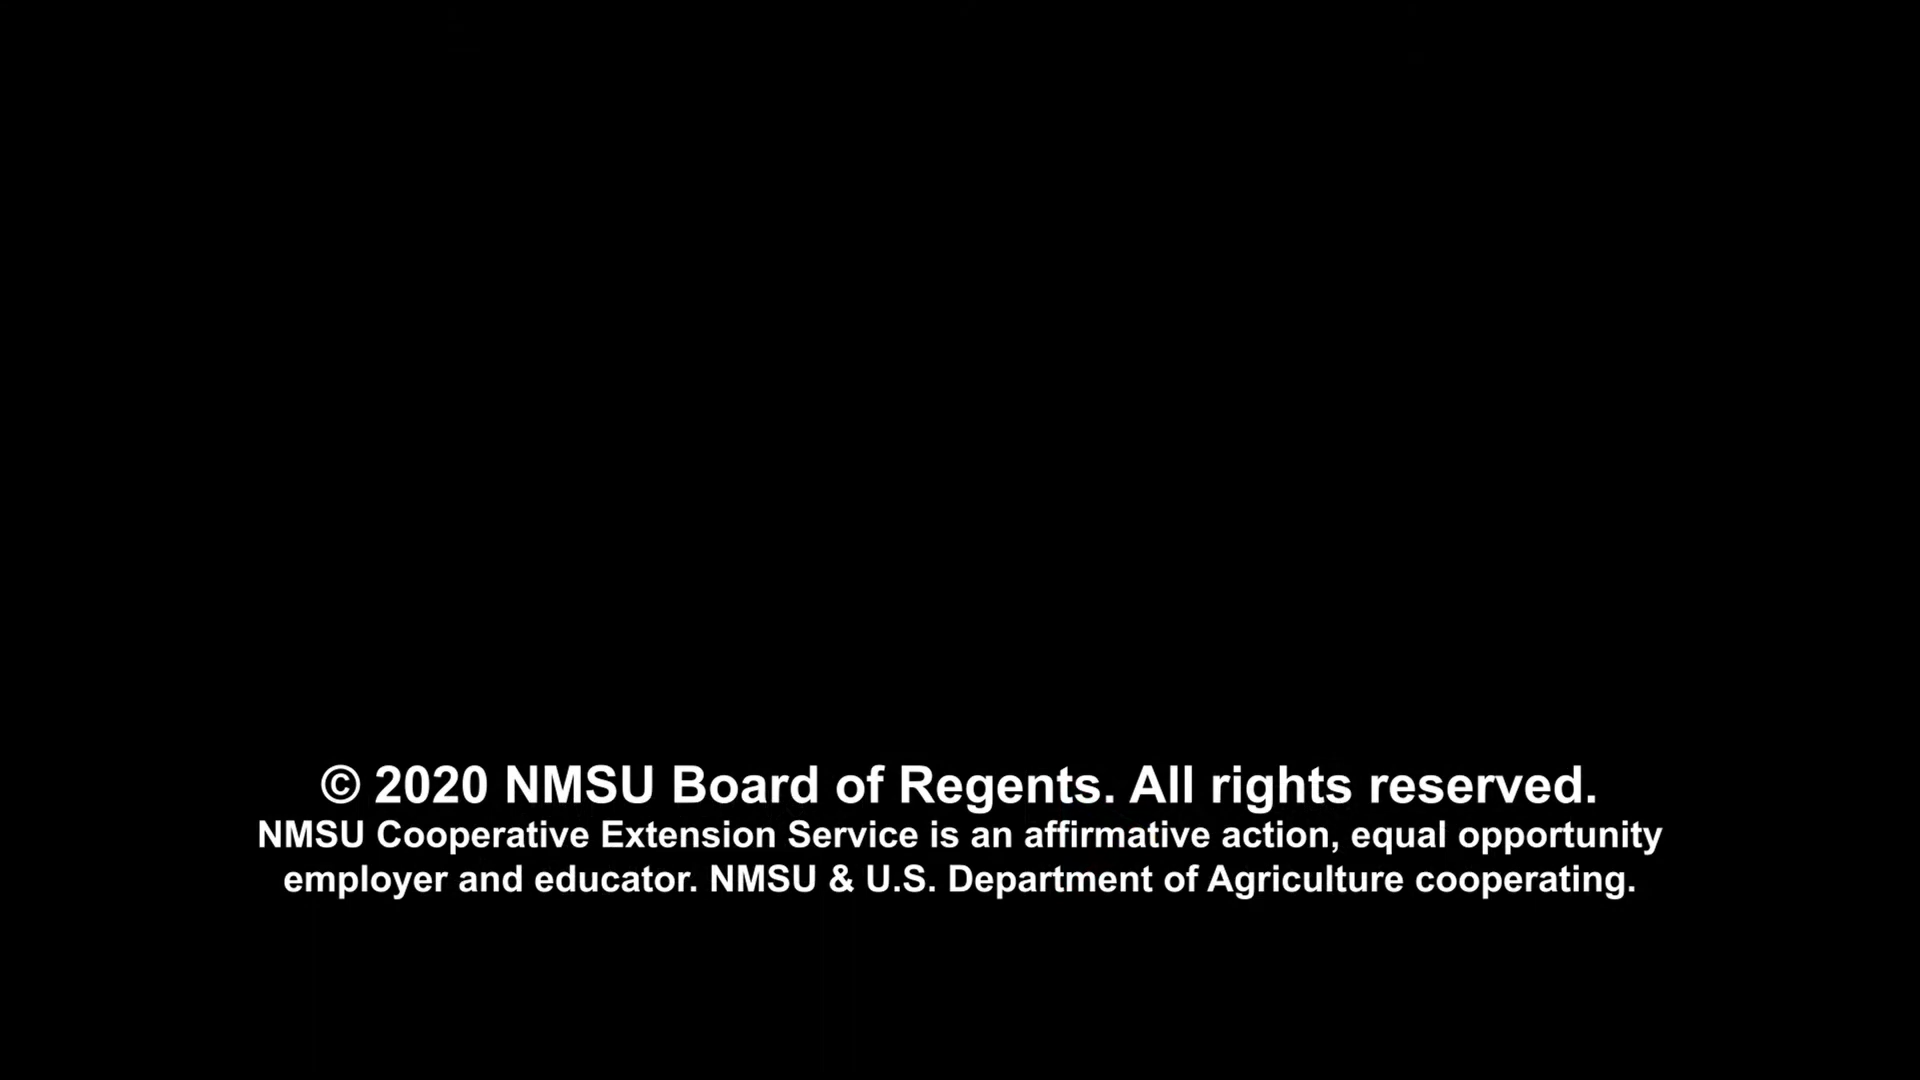 © 2020 NMSU Board of Regents. All rights reserved.
NMSU Cooperative Extension Service is an affirmative action, equal opportunity
employer and educator. NMSU & U.S. Department of Agriculture cooperating.